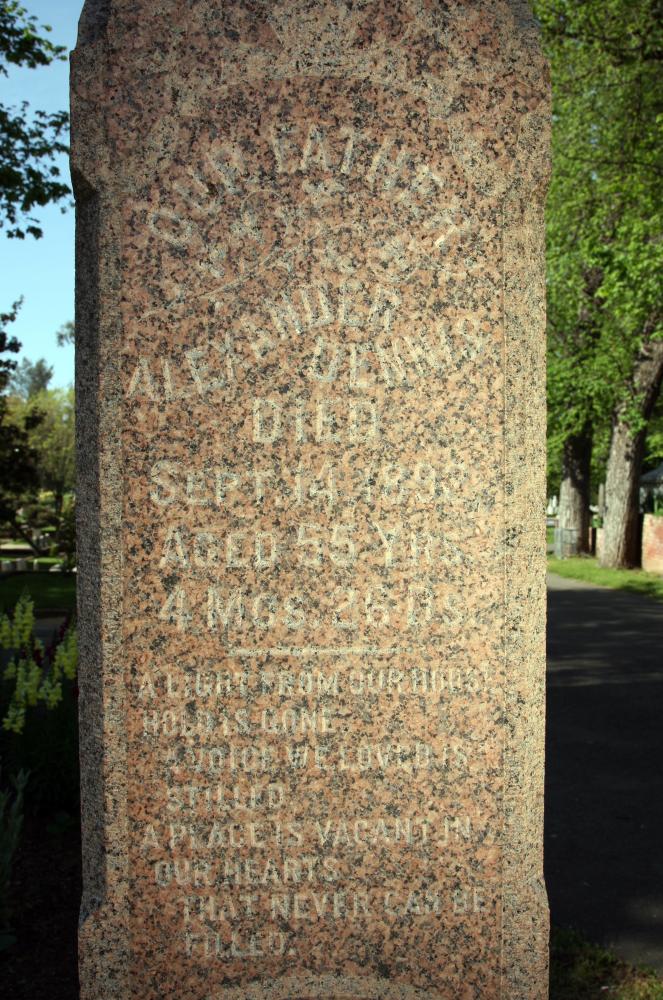 OUR FATHER
ALEXANDER
DENNIS
DIED
SEPT. 14, 1892,
AGED 55 YRS.
4 MOS. 26 DS.
A LIGHT FROM OUR HOUSE
HOLD IS GONE
A VOICE WE LOVED IS
STILLED
A PLACE IS VACANT IN
OUR HEARTS
THAT NEVER CAN BE
FILLED.